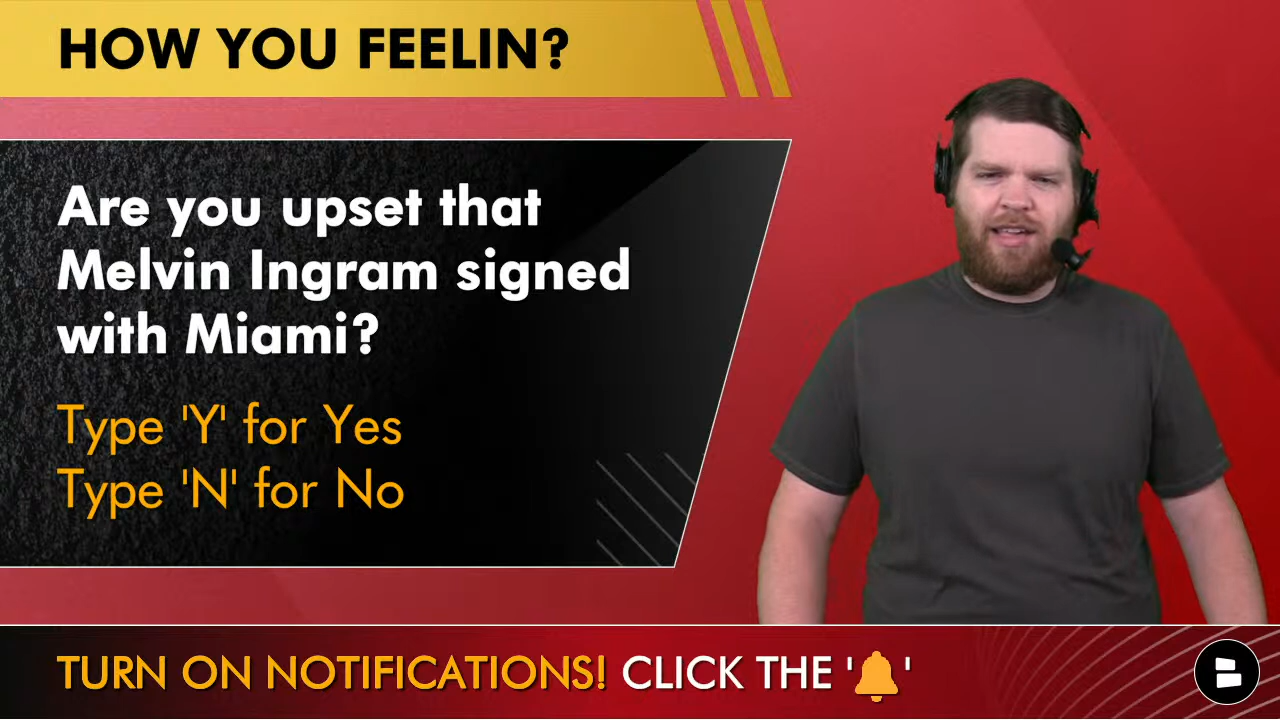 HOW YOU FEELIN?
Are you upset that
Melvin Ingram signed
with Miami?
Type 'Y' for Yes
Type 'N' for No
TURN ON NOTIFICATIONS! CLICK THE '🔔'